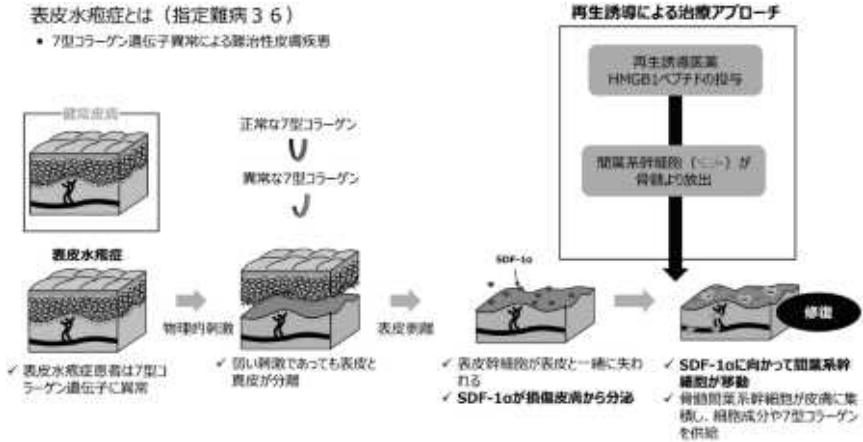 表皮水疱症とは（指定難病３６）
• 7型コラーゲン遺伝子異常による難治性皮膚疾患
健常皮膚
正常な7型コラーゲン
異常な7型コラーゲン
表皮水疱症
物理的刺激
表皮剥離
✓ 表皮水疱症患者は7型コ
ラーゲン遺伝子に異常
✓ 弱い刺激であっても表皮と
真皮が分離
再生誘導による治療アプローチ
再生誘導医薬
HMGB1ペプチドの投与
間葉系幹細胞（　）が
骨髄より放出
SDF-1α
修復
✓ 表皮幹細胞が表皮と一緒に失わ
れる
✓ SDF-1αが損傷皮膚から分泌
✓ SDF-1αに向かって間葉系幹
細胞が移動
✓ 骨髄間葉系幹細胞が皮膚に集
積し、細胞成分や7型コラーゲン
を供給